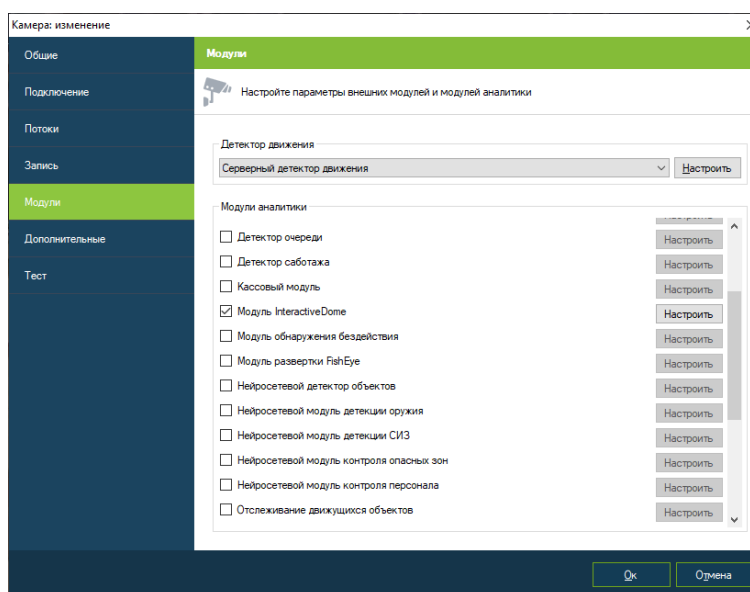 Камера: изменение
Общие
Подключение
Потоки
Запись
Модули
Дополнительные
Тест
Модули
Настройте параметры внешних модулей и модулей аналитики
Детектор движения
Серверный детектор движения
Настроить
Модули аналитики
Настроить
Детектор очереди
Настроить
Детектор саботажа
Настроить
Кассовый модуль
Настроить
Модуль InteractiveDome
Настроить
Модуль обнаружения бездействия
Настроить
Модуль развертки FishEye
Настроить
Нейросетевой детектор объектов
Настроить
Нейросетевой модуль детекции оружия
Настроить
Нейросетевой модуль детекции СИЗ
Настроить
Нейросетевой модуль контроля опасных зон
Настроить
Нейросетевой модуль контроля персонала
Настроить
Отслеживание движущихся объектов
Настроить
Ок
Отмена